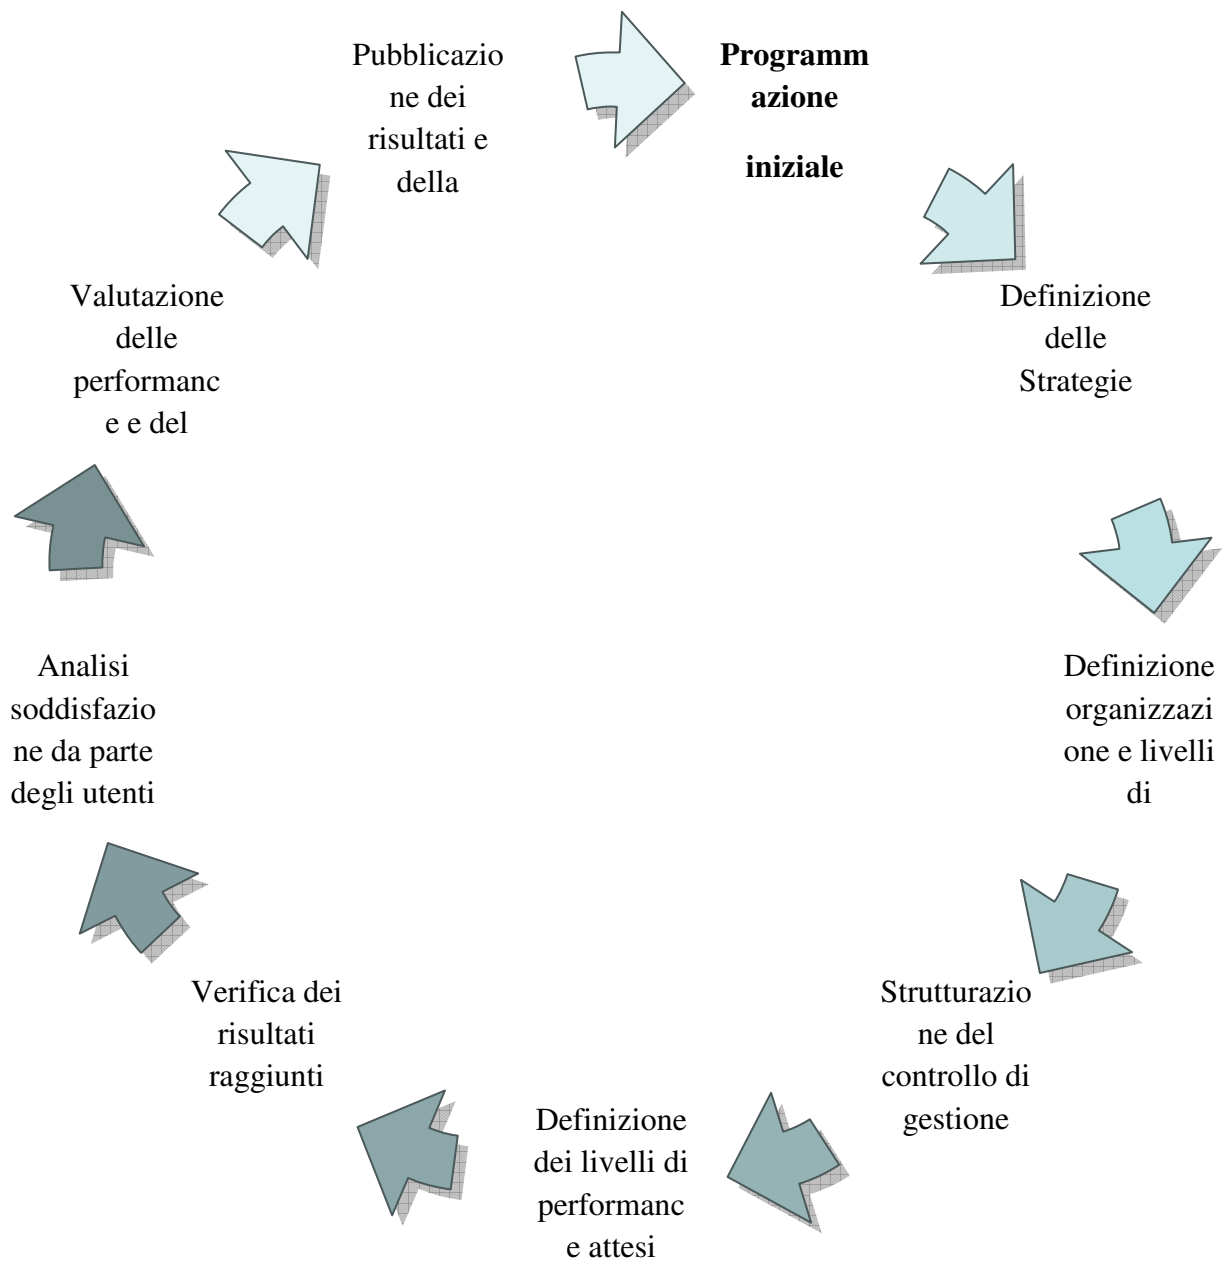 Programm
azione
iniziale
Definizione
delle
Strategie
Definizione
organizzazi
one e livelli
di
Strutturazio
ne del
controllo di
gestione
Definizione
dei livelli di
performanc
e attesi
Verifica dei
risultati
raggiunti
Analisi
soddisfazio
ne da parte
degli utenti
Valutazione
delle
performanc
e e del
Pubblicazio
ne dei
risultati e
della